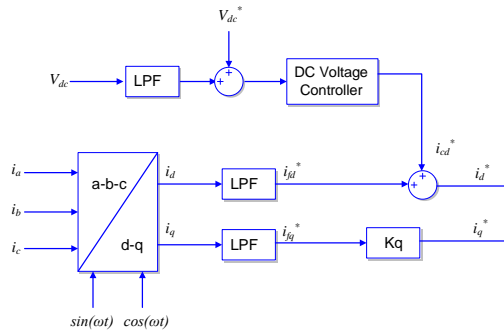 V_dc*
V_dc
LPF
+
+
DC Voltage
Controller
i_cd*
i_a
i_b
i_c
a-b-c
d-q
i_d
LPF
i_fd*
+
+
i_d*
i_q
LPF
i_fq*
Kq
i_q*
sin(ωt)
cos(ωt)